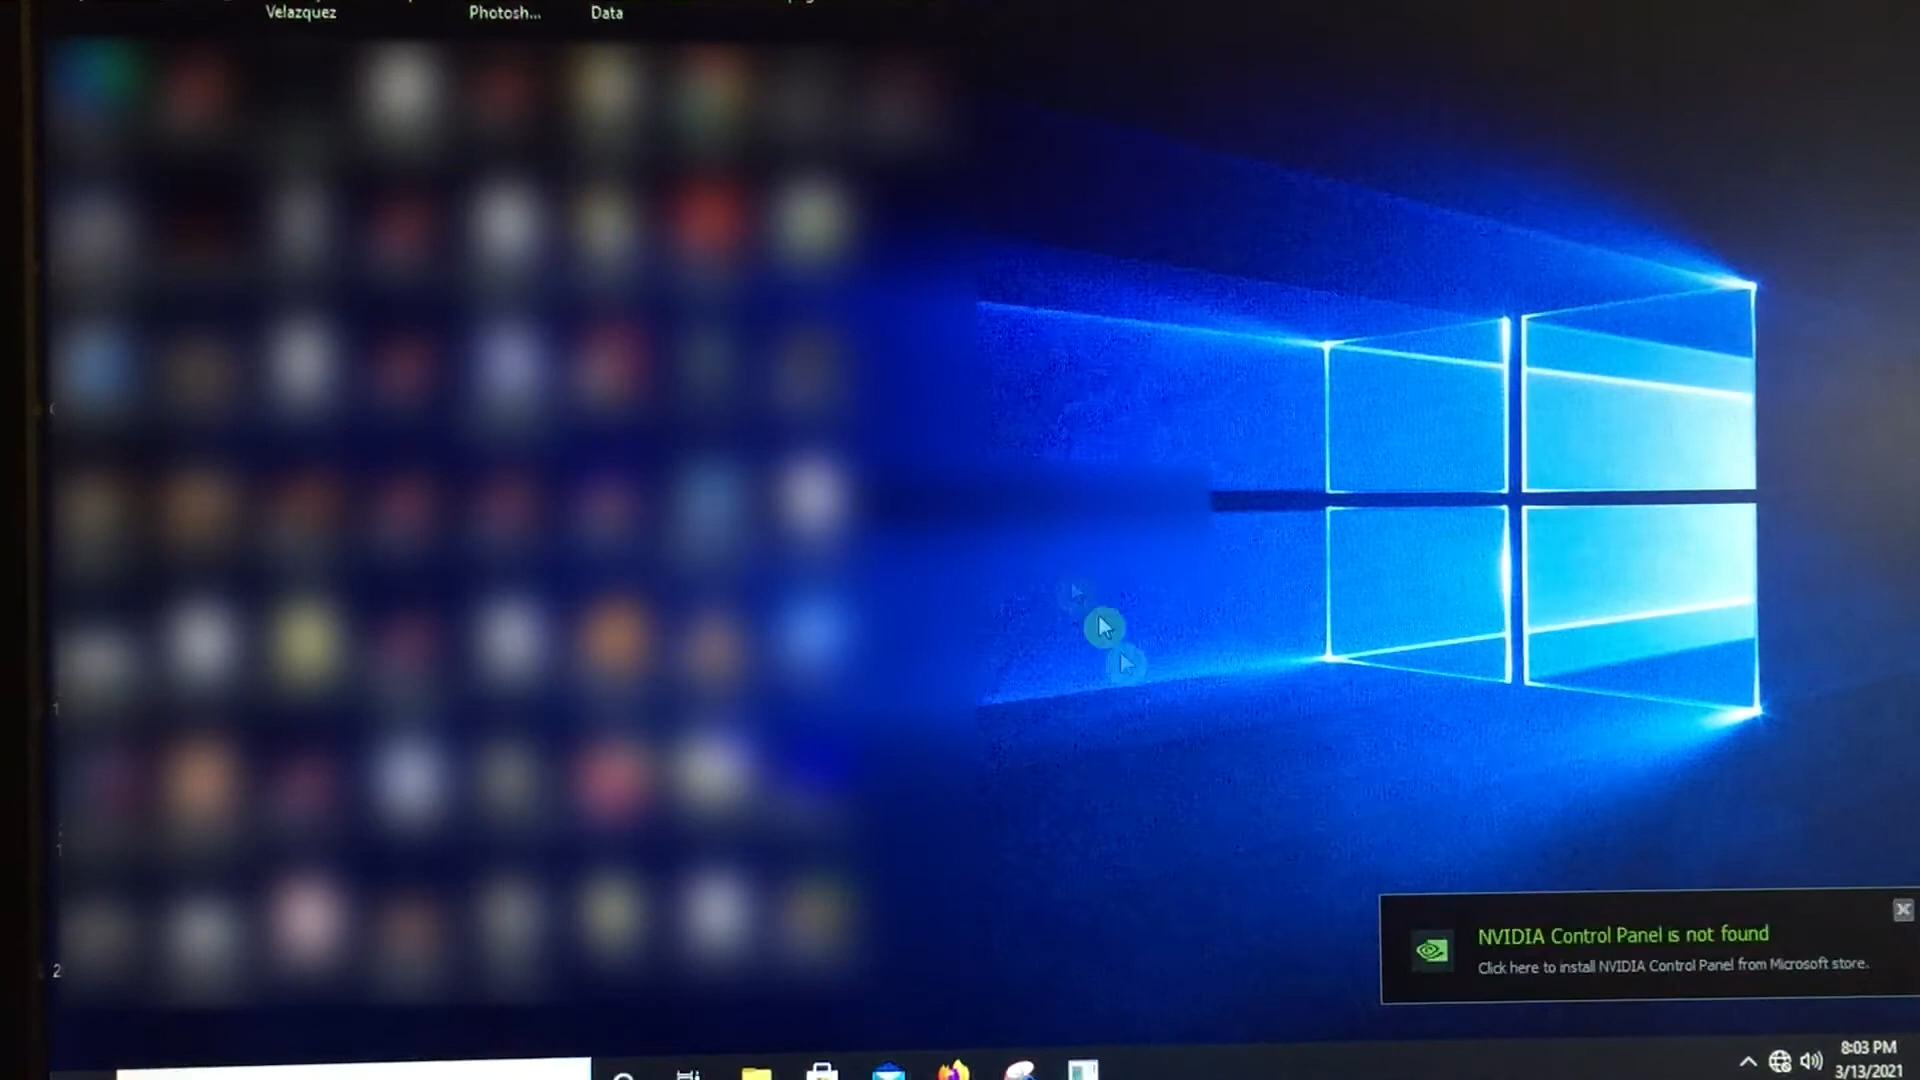 Velazquez
Photosh...
Data
2
NVIDIA Control Panel is not found
Click here to install NVIDIA Control Panel from Microsoft store.
8:03 PM
3/13/2021